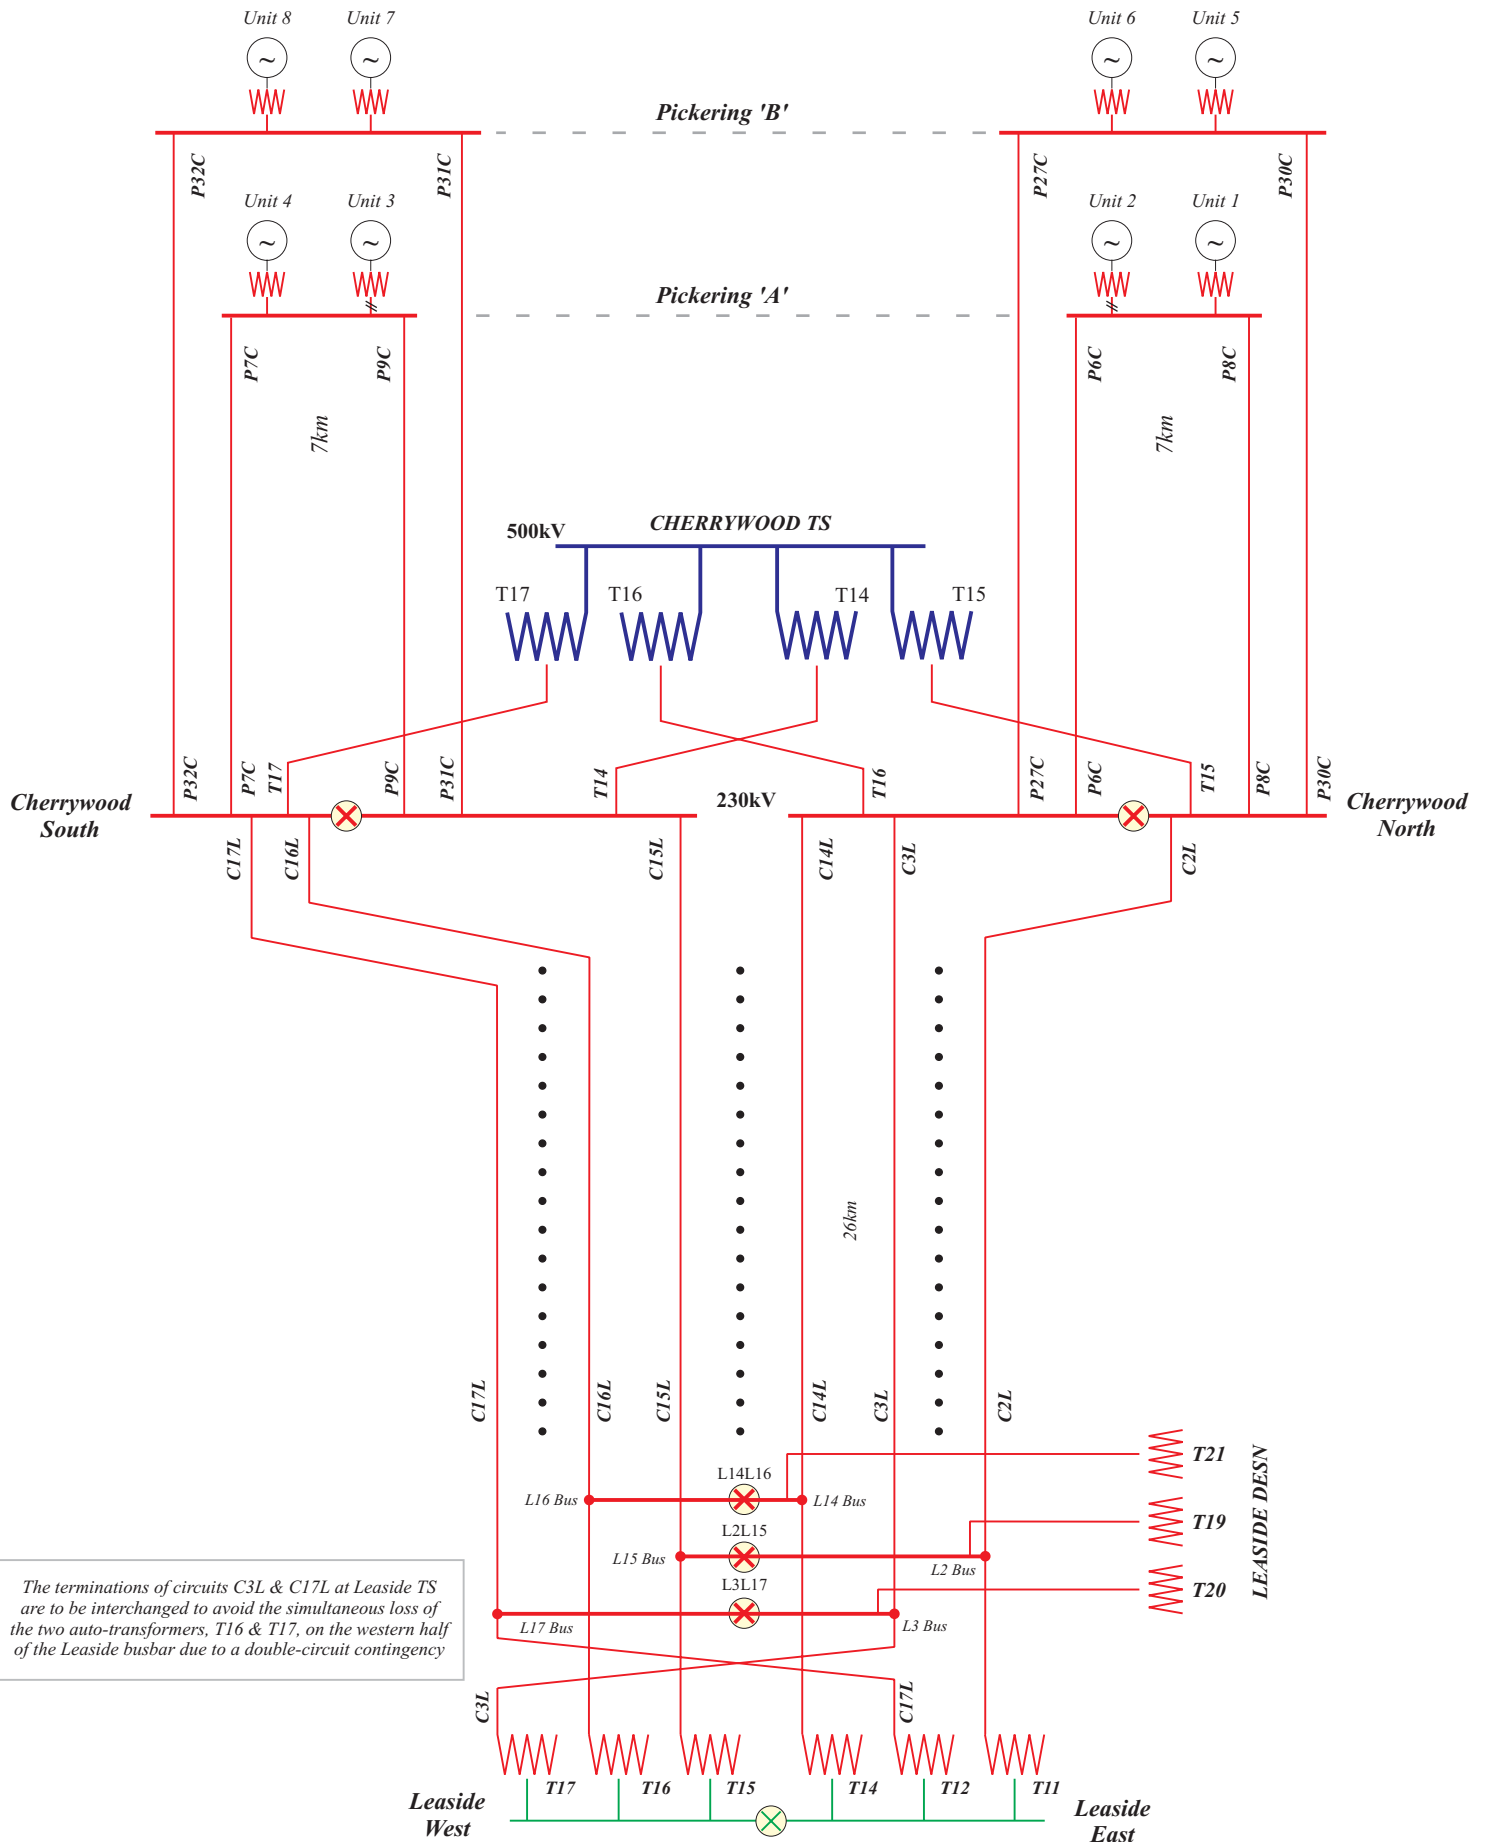 Unit 8
Unit 7
Unit 6
Unit 5
~
~
~
~
Pickering 'B'
P32C
P31C
P27C
P30C
Unit 4
Unit 3
Unit 2
Unit 1
~
~
~
~
Pickering 'A'
P7C
P9C
P6C
P8C
7km
7km
CHERRYWOOD TS
500kV
T17
T16
T14
T15
P32C
P7C
T17
P9C
P31C
T14
T16
P27C
P6C
T15
P8C
P30C
230kV
Cherrywood
South
Cherrywood
North
C17L
C16L
C15L
C14L
C3L
C2L
26km
C17L
C16L
C15L
C14L
C3L
C2L
T21
L14L16
L16 Bus
L14 Bus
T19
LEASIDE DESN
L2L15
L15 Bus
L2 Bus
L3L17
T20
L17 Bus
L3 Bus
The terminations of circuits C3L & C17L at Leaside TS
are to be interchanged to avoid the simultaneous loss of
the two auto-transformers, T16 & T17, on the western half
of the Leaside busbar due to a double-circuit contingency
C3L
C17L
T17
T16
T15
T14
T12
T11
Leaside
West
Leaside
East